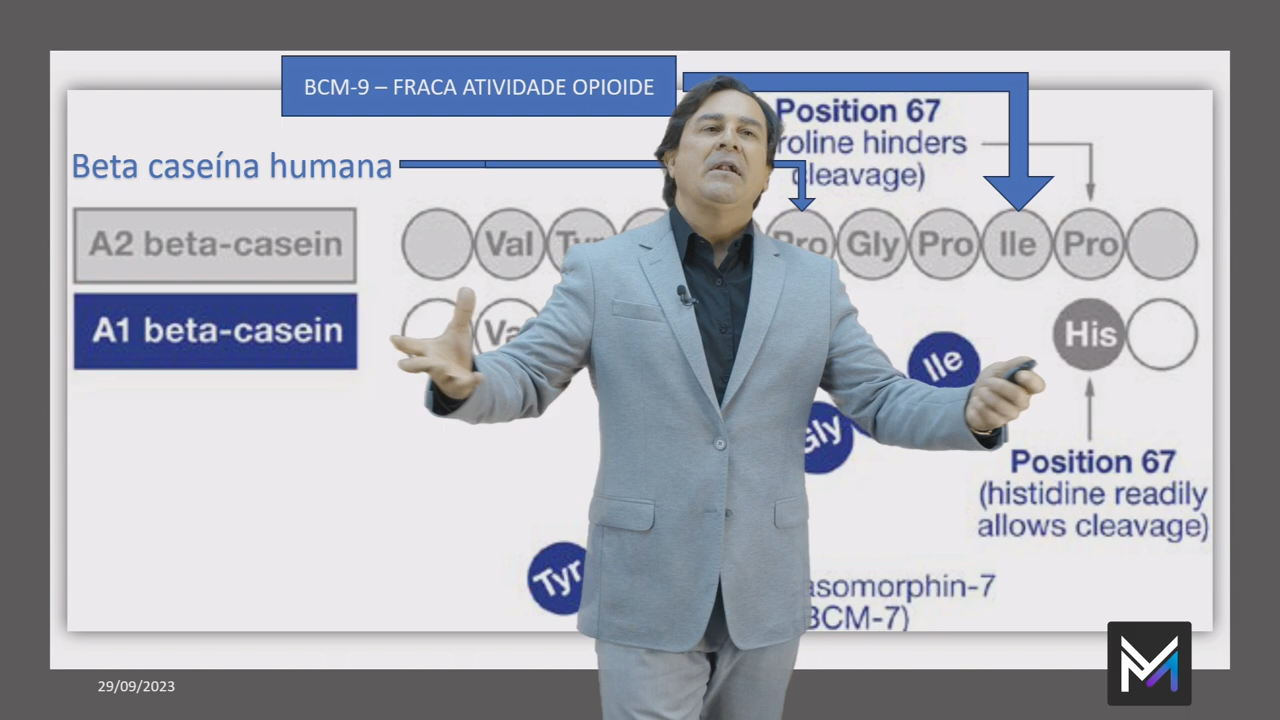 BCM-9 – FRACA ATIVIDADE OPIOIDE
Position 67
roline hinders
cleavage)
Beta caseína humana
A2 beta-casein
Val Tyr Pro Gly Pro Ile Pro
A1 beta-casein
Ile
His
Gly
Position 67
(histidine readily
allows cleavage)
Tyr
asomorphin-7
BCM-7)
29/09/2023